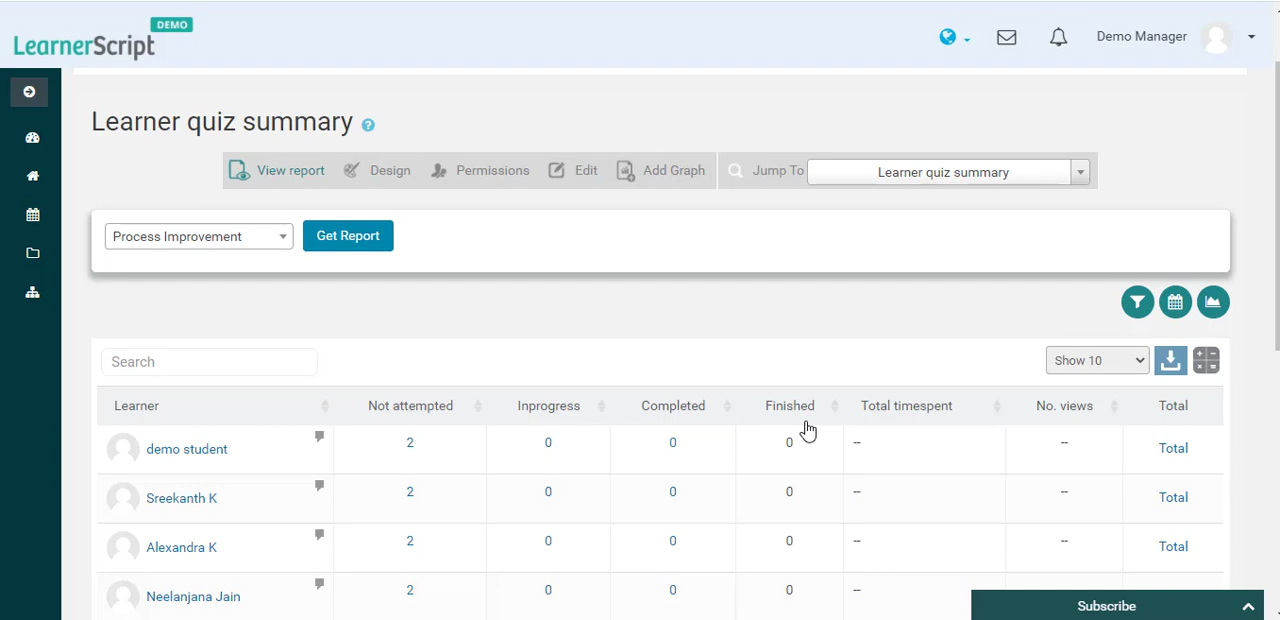 DEMO
LearnerScript
Demo Manager
Learner quiz summary
View report Design Permissions Edit Add Graph Jump To Learner quiz summary
Process Improvement Get Report
Search Show 10
Learner Not attempted Inprogress Completed Finished Total timespent No. views Total
demo student 2 0 0 0 -- -- Total
Sreekanth K 2 0 0 0 -- -- Total
Alexandra K 2 0 0 0 -- -- Total
Neelanjana Jain 2 0 0 0 --
Subscribe